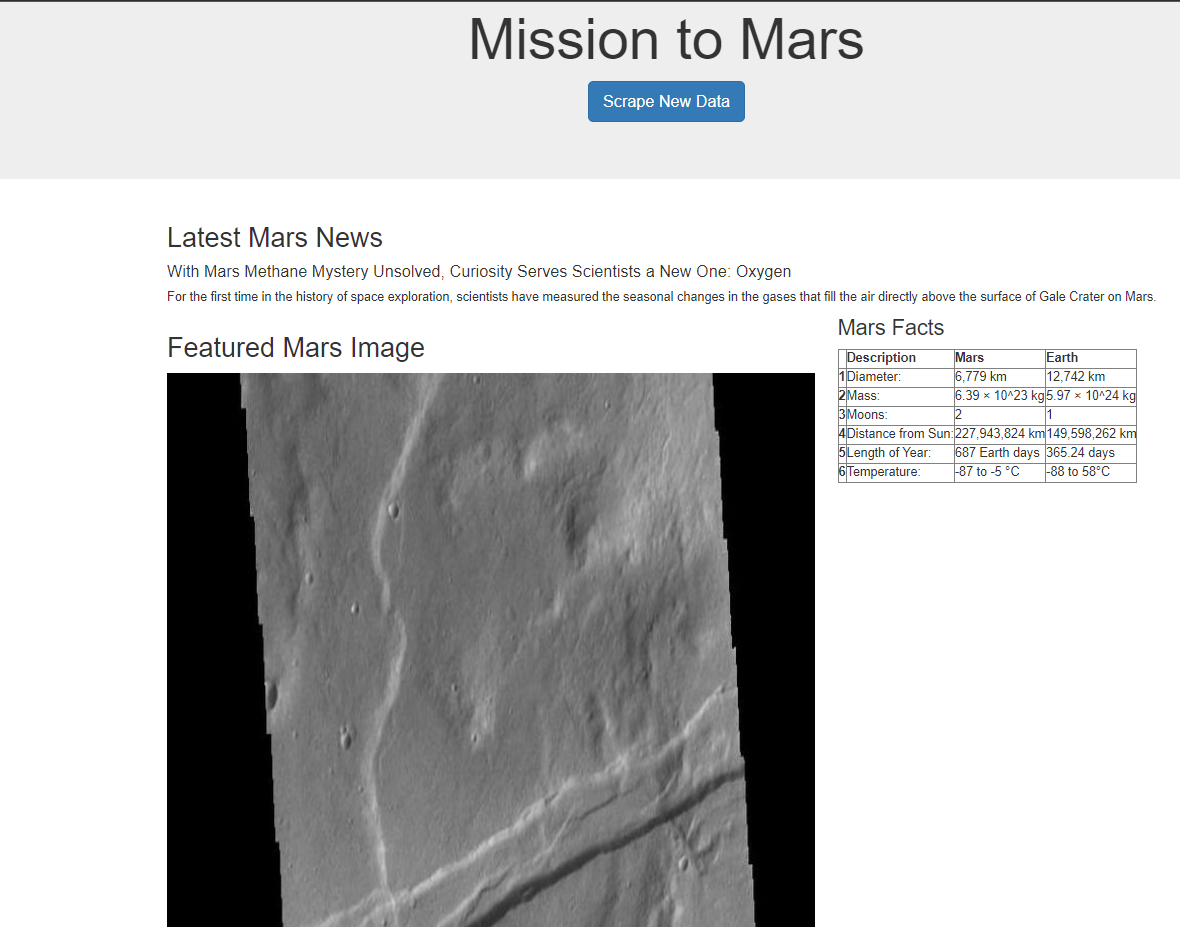 Mission to Mars
Scrape New Data
Latest Mars News
With Mars Methane Mystery Unsolved, Curiosity Serves Scientists a New One: Oxygen
For the first time in the history of space exploration, scientists have measured the seasonal changes in the gases that fill the air directly above the surface of Gale Crater on Mars.
Featured Mars Image
Mars Facts
Description Mars Earth
1 Diameter: 6,779 km 12,742 km
2 Mass: 6.39 × 10^23 kg 5.97 × 10^24 kg
3 Moons: 2 1
4 Distance from Sun: 227,943,824 km 149,598,262 km
5 Length of Year: 687 Earth days 365.24 days
6 Temperature: -87 to -5 °C -88 to 58°C